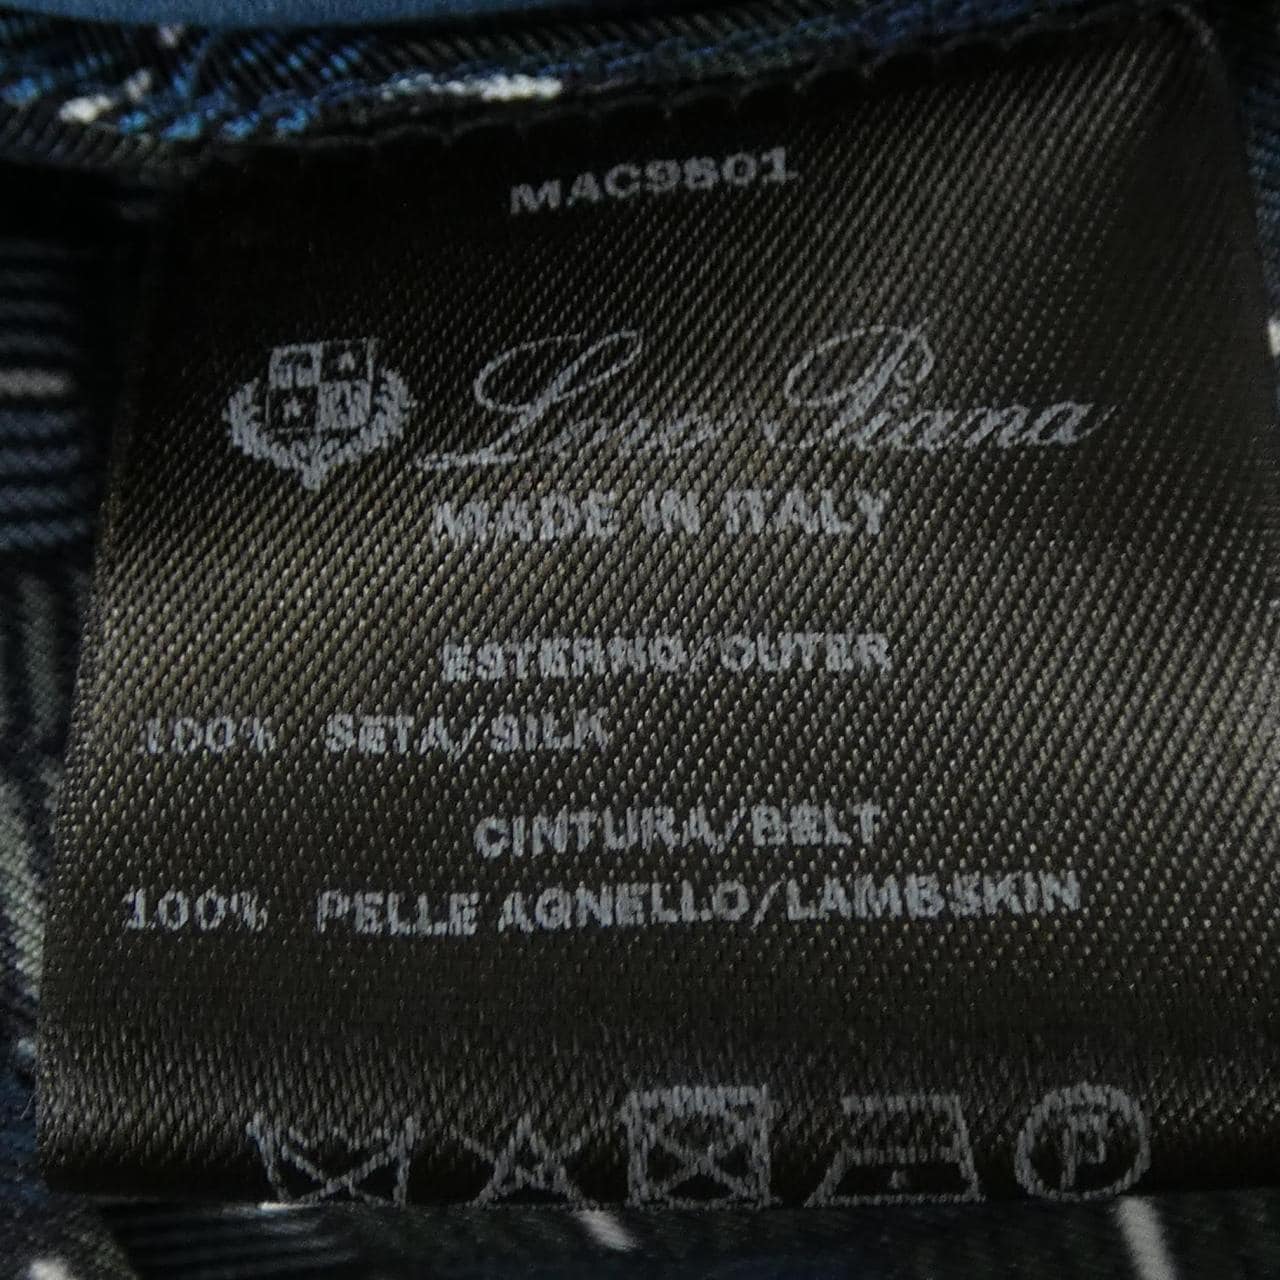 MAC9801
Loro Piana
MADE IN ITALY
ESTERNO/OUTER
100% SETA/SILK
CINTURA/BELT
100% PELLE AGNELLO/LAMBSKIN
P